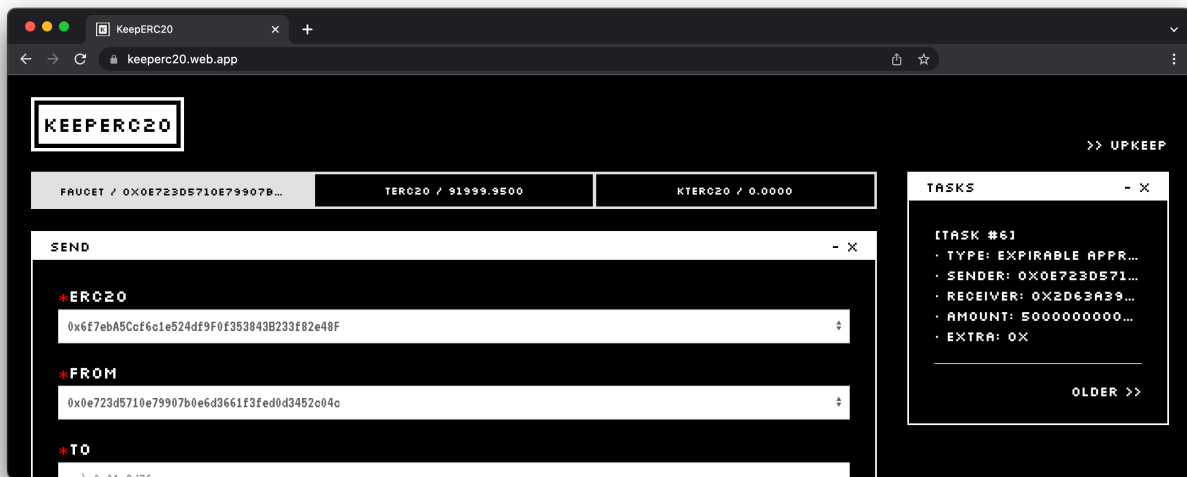 KeepERC20
keeperc20.web.app
KEEPERC20
>> UPKEEP
FAUCET / 0X0E723D5710E79907B…
TERC20 / 91999.9500
KTERC20 / 0.0000
SEND
*ERC20
0x6f7ebA5Ccf6c1e524df9F0f353843B233f82e48F
*FROM
0x0e723d5710e79907b0e6d3661f3fed0d3452c04c
*TO
TASKS
[TASK #6]
· TYPE: EXPIRABLE APPR…
· SENDER: 0X0E723D571…
· RECEIVER: 0X2D63A39…
· AMOUNT: 5000000000…
· EXTRA: 0X
OLDER >>